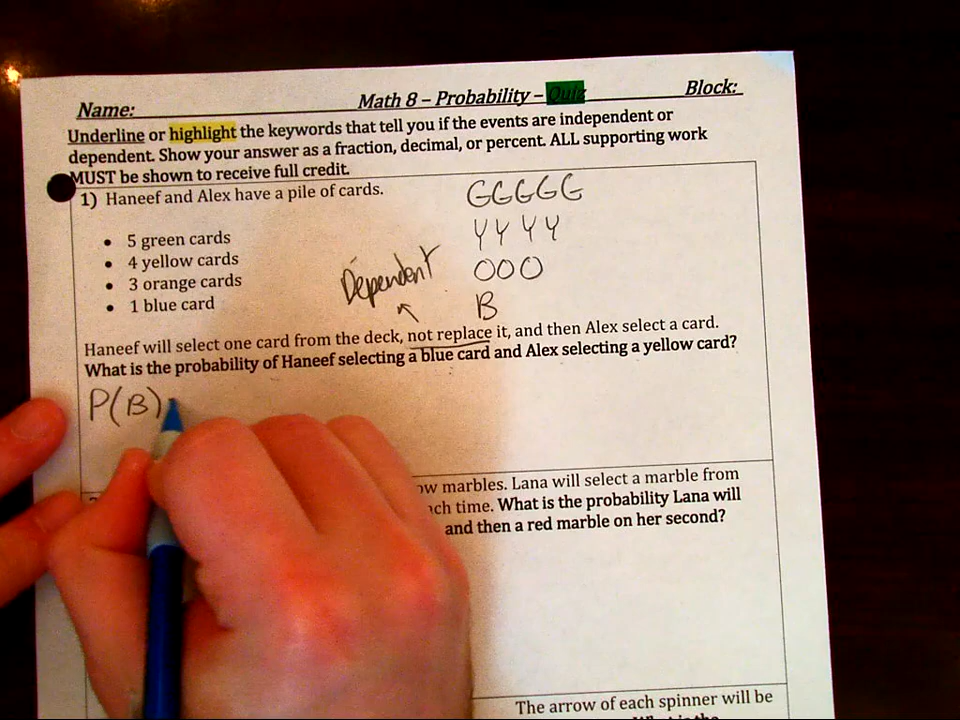 Name: Math 8 – Probability – Quiz Block:
Underline or highlight the keywords that tell you if the events are independent or
dependent. Show your answer as a fraction, decimal, or percent. ALL supporting work
MUST be shown to receive full credit.
1) Haneef and Alex have a pile of cards.
GGGGG
• 5 green cards
YYYY
• 4 yellow cards
• 3 orange cards
OOO
Dependent
• 1 blue card
B
Haneef will select one card from the deck, not replace it, and then Alex select a card.
What is the probability of Haneef selecting a blue card and Alex selecting a yellow card?
P(B)
marbles. Lana will select a marble from
time. What is the probability Lana will
and then a red marble on her second?
The arrow of each spinner will be